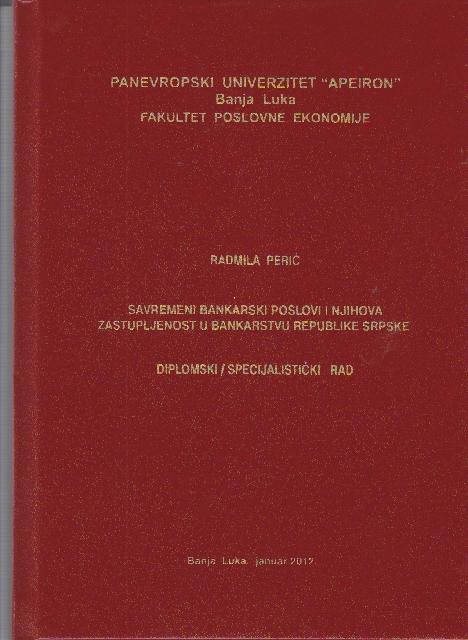 PANEVROPSKI UNIVERZITET "APEIRON"
Banja Luka
FAKULTET POSLOVNE EKONOMIJE
RADMILA PERIĆ
SAVREMENI BANKARSKI POSLOVI I NJIHOVA
ZASTUPLJENOST U BANKARSTVU REPUBLIKE SRPSKE
DIPLOMSKI / SPECIJALISTIČKI RAD
Banja Luka, januar 2012.